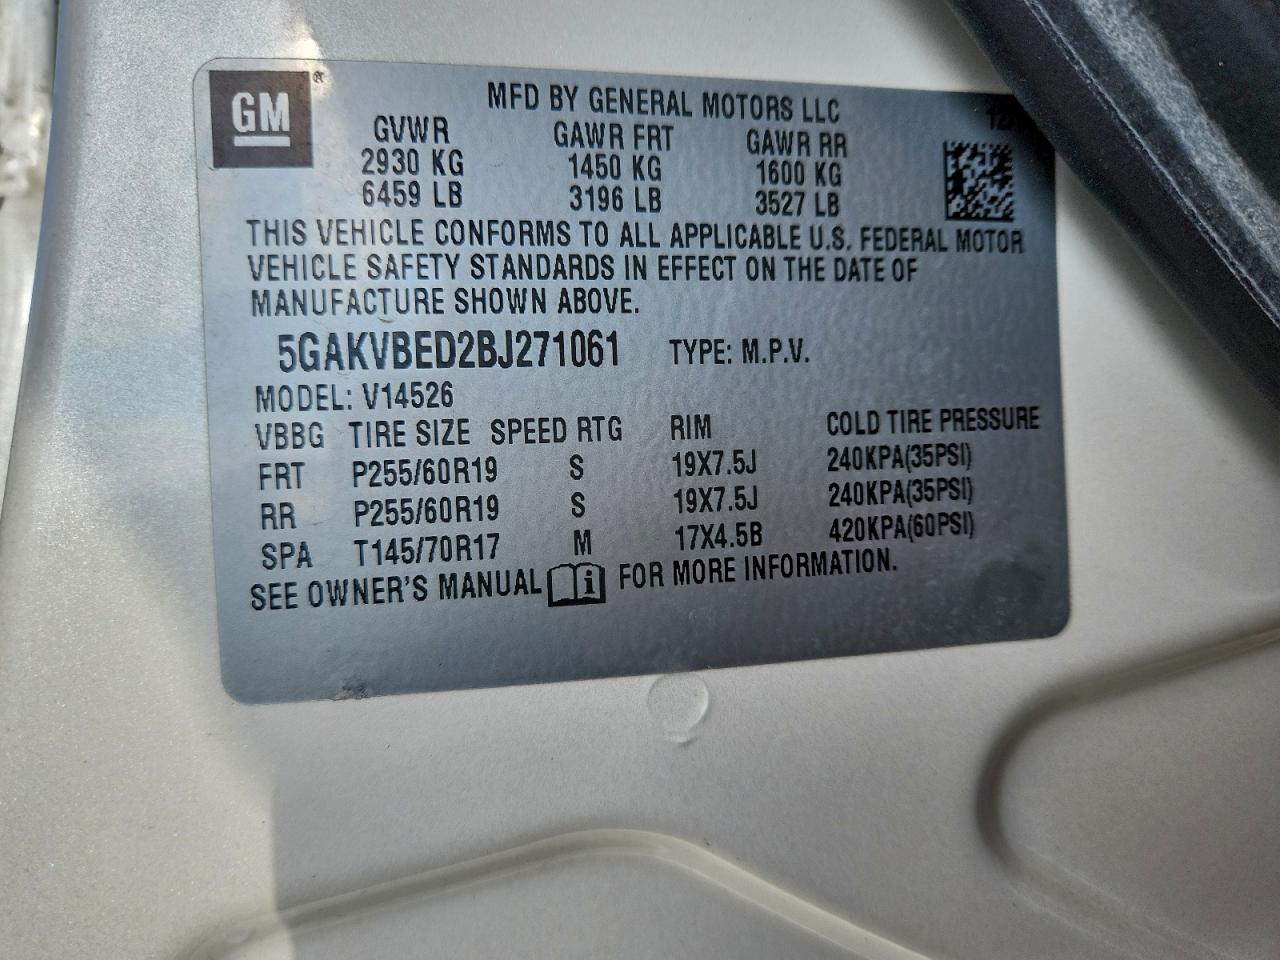 GM®
MFD BY GENERAL MOTORS LLC
GVWR GAWR FRT GAWR RR
2930 KG 1450 KG 1600 KG
6459 LB 3196 LB 3527 LB
THIS VEHICLE CONFORMS TO ALL APPLICABLE U.S. FEDERAL MOTOR
VEHICLE SAFETY STANDARDS IN EFFECT ON THE DATE OF
MANUFACTURE SHOWN ABOVE.
5GAKVBED2BJ271061 TYPE: M.P.V.
MODEL: V14526
VBBG TIRE SIZE SPEED RTG RIM COLD TIRE PRESSURE
FRT P255/60R19 S 19X7.5J 240KPA(35PSI)
RR P255/60R19 S 19X7.5J 240KPA(35PSI)
SPA T145/70R17 M 17X4.5B 420KPA(60PSI)
SEE OWNER'S MANUAL i FOR MORE INFORMATION.